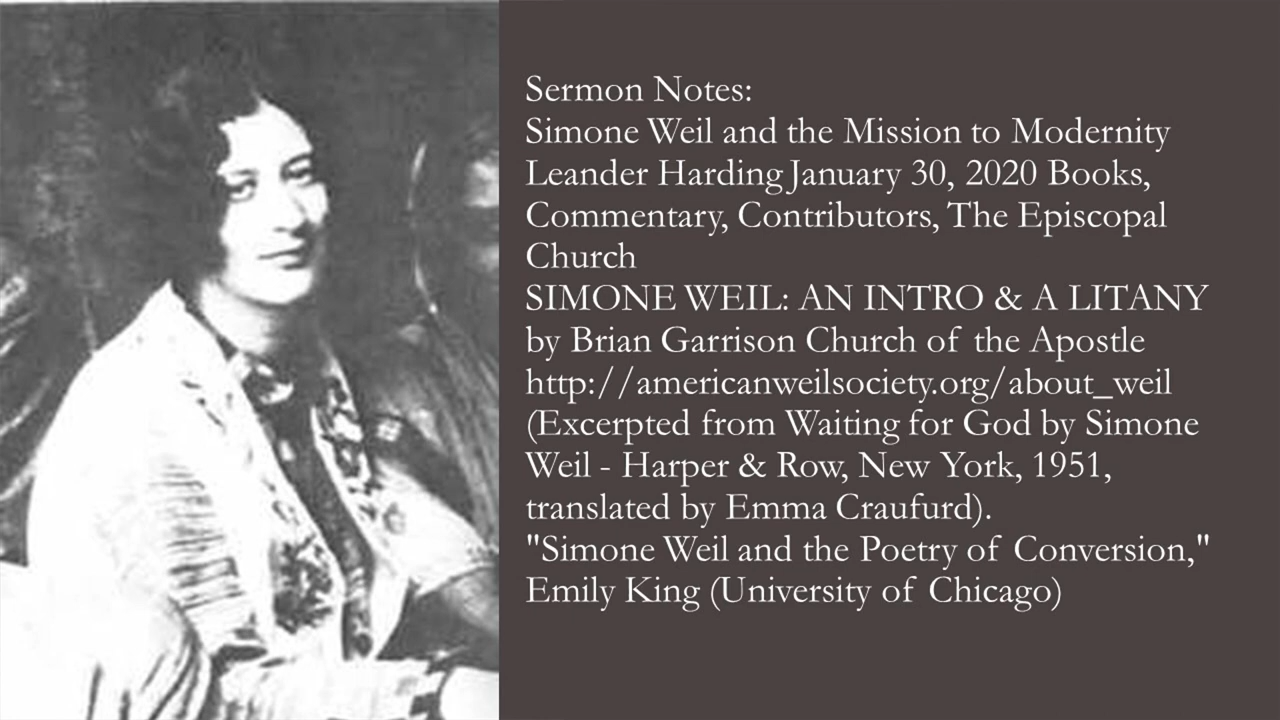 Sermon Notes:
Simone Weil and the Mission to Modernity
Leander Harding January 30, 2020 Books,
Commentary, Contributors, The Episcopal
Church
SIMONE WEIL: AN INTRO & A LITANY
by Brian Garrison Church of the Apostle
http://americanweilsociety.org/about_weil
(Excerpted from Waiting for God by Simone
Weil - Harper & Row, New York, 1951,
translated by Emma Craufurd).
"Simone Weil and the Poetry of Conversion,"
Emily King (University of Chicago)